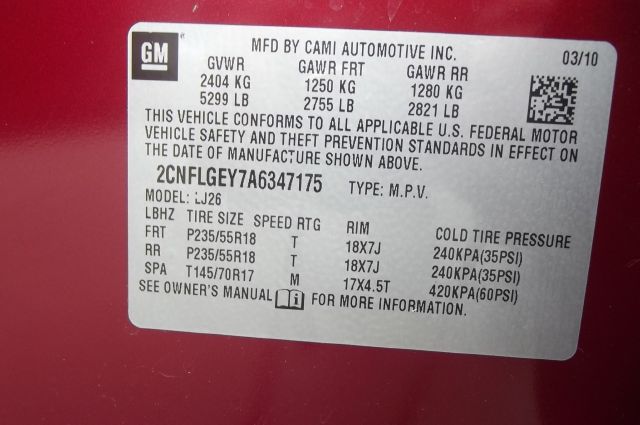 GM
MFD BY CAMI AUTOMOTIVE INC. 03/10
GVWR GAWR FRT GAWR RR
2404 KG 1250 KG 1280 KG
5299 LB 2755 LB 2821 LB
THIS VEHICLE CONFORMS TO ALL APPLICABLE U.S. FEDERAL MOTOR
VEHICLE SAFETY AND THEFT PREVENTION STANDARDS IN EFFECT ON
THE DATE OF MANUFACTURE SHOWN ABOVE.
2CNFLGEY7A6347175 TYPE: M.P.V.
MODEL: LJ26
LBHZ TIRE SIZE SPEED RTG RIM COLD TIRE PRESSURE
FRT P235/55R18 T 18X7J 240KPA(35PSI)
RR P235/55R18 T 18X7J 240KPA(35PSI)
SPA T145/70R17 M 17X4.5T 420KPA(60PSI)
SEE OWNER'S MANUAL FOR MORE INFORMATION.